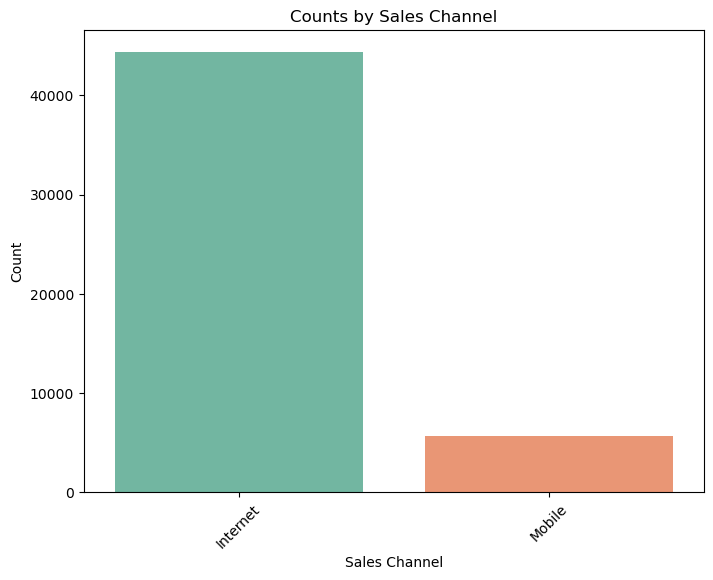 Counts by Sales Channel
40000
30000
20000
10000
0
Count
Internet
Mobile
Sales Channel